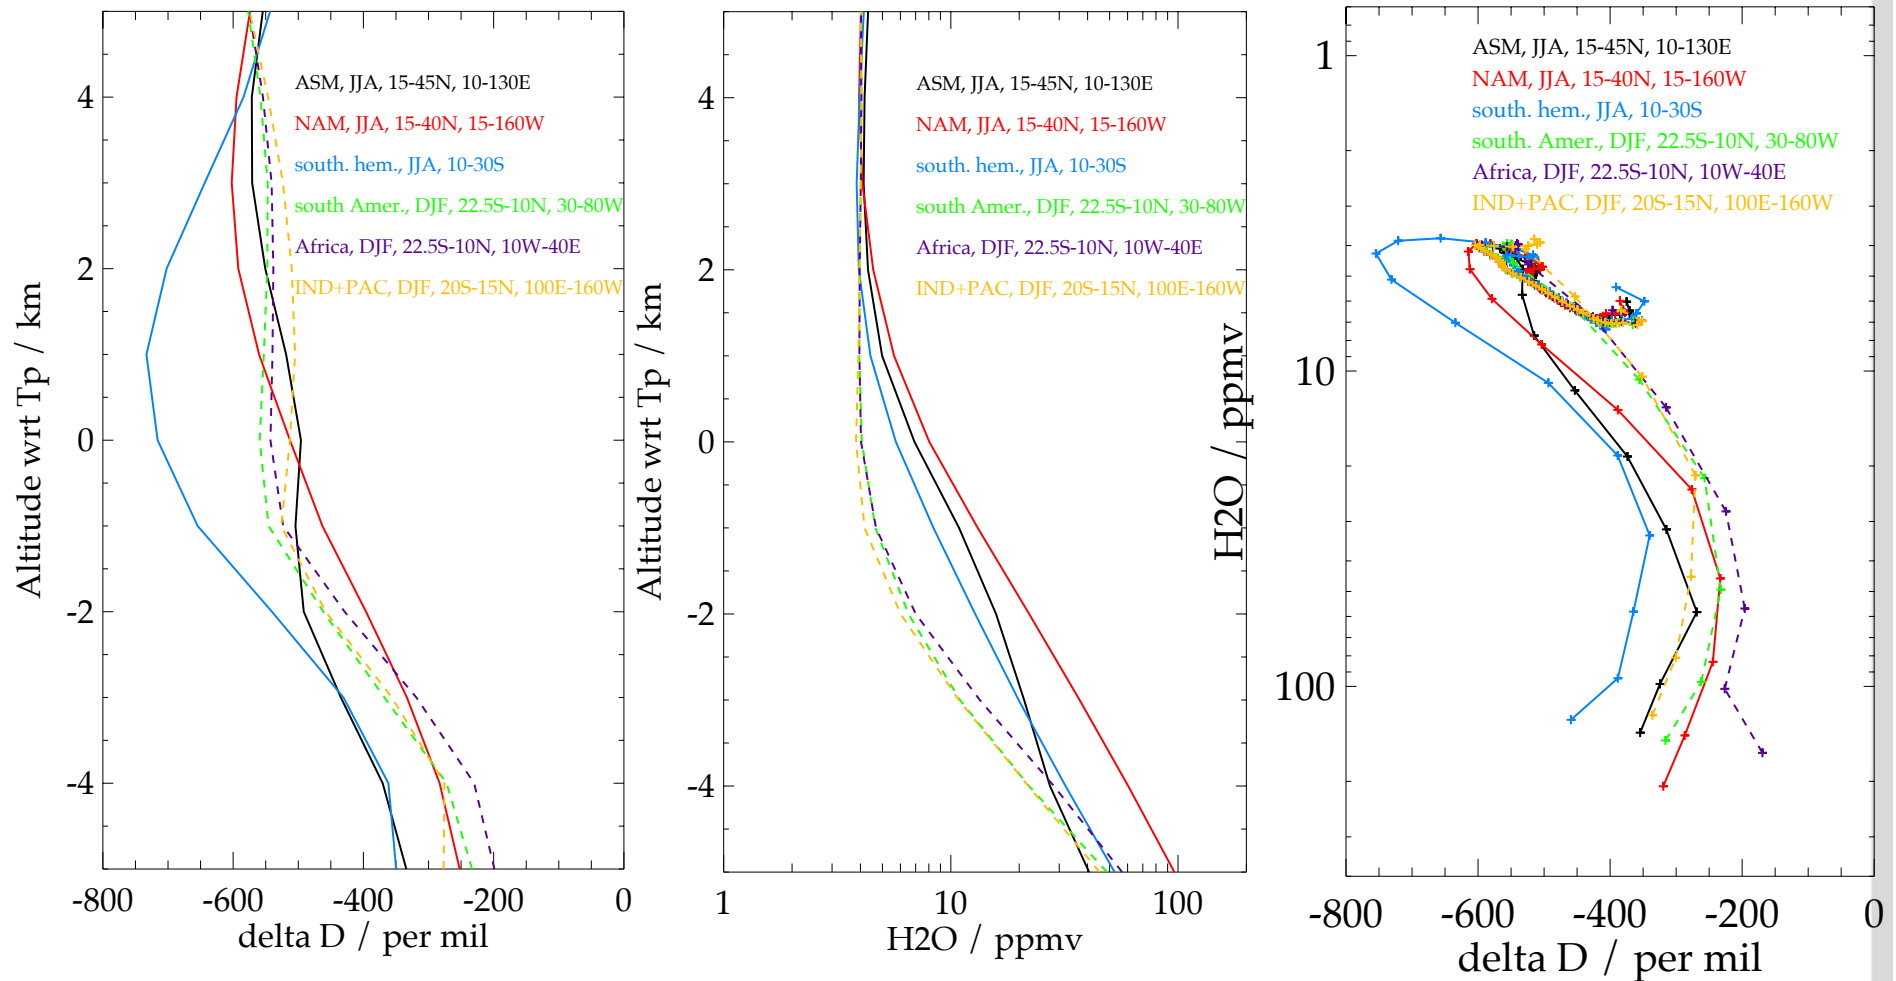 Altitude wrt Tp / km
4
2
0
-2
-4
ASM, JJA, 15-45N, 10-130E
NAM, JJA, 15-40N, 15-160W
south. hem., JJA, 10-30S
south Amer., DJF, 22.5S-10N, 30-80W
Africa, DJF, 22.5S-10N, 10W-40E
IND+PAC, DJF, 20S-15N, 100E-160W
-800 -600 -400 -200 0
delta D / per mil
Altitude wrt Tp / km
4
2
0
-2
-4
ASM, JJA, 15-45N, 10-130E
NAM, JJA, 15-40N, 15-160W
south. hem., JJA, 10-30S
south Amer., DJF, 22.5S-10N, 30-80W
Africa, DJF, 22.5S-10N, 10W-40E
IND+PAC, DJF, 20S-15N, 100E-160W
1 10 100
H2O / ppmv
H2O / ppmv
1
10
100
ASM, JJA, 15-45N, 10-130E
NAM, JJA, 15-40N, 15-160W
south. hem., JJA, 10-30S
south. Amer., DJF, 22.5S-10N, 30-80W
Africa, DJF, 22.5S-10N, 10W-40E
IND+PAC, DJF, 20S-15N, 100E-160W
-800 -600 -400 -200 0
delta D / per mil